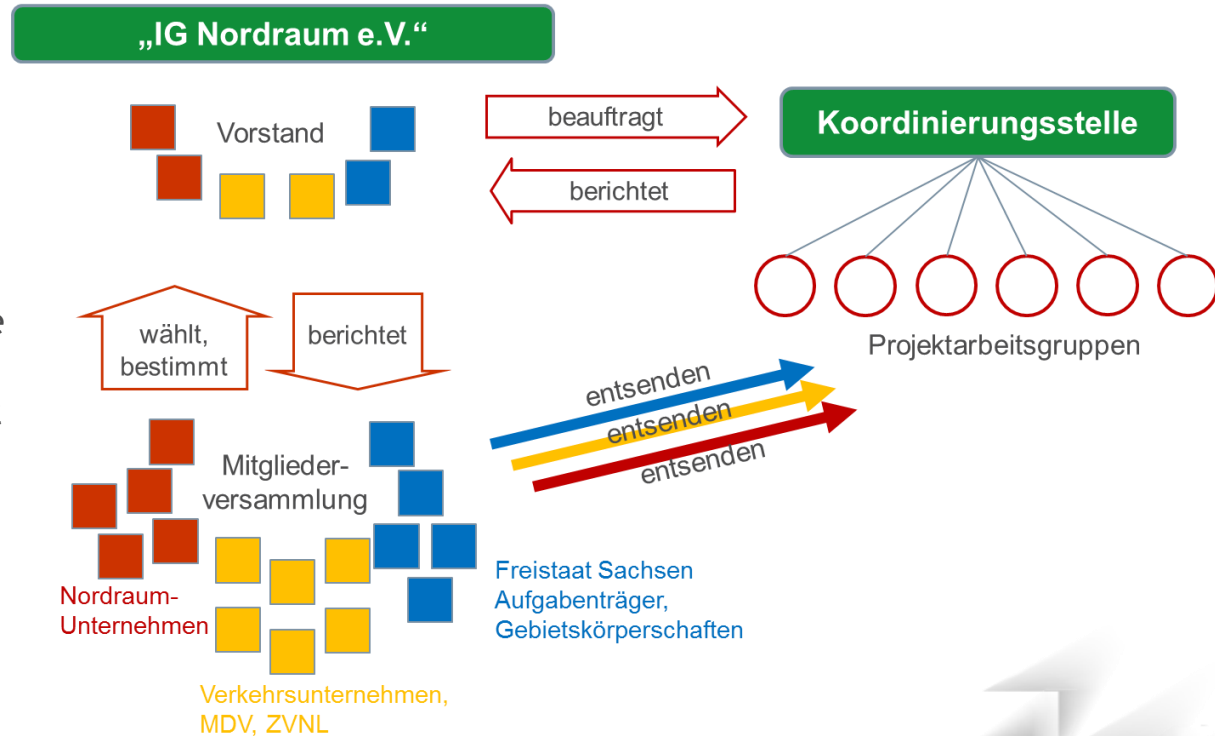 „IG Nordraum e.V.“
Vorstand
beauftragt
berichtet
Koordinierungsstelle
Projektarbeitsgruppen
wählt,
bestimmt
berichtet
entsenden
entsenden
entsenden
Mitglieder-
versammlung
Nordraum-
Unternehmen
Verkehrsunternehmen,
MDV, ZVNL
Freistaat Sachsen
Aufgabenträger,
Gebietskörperschaften